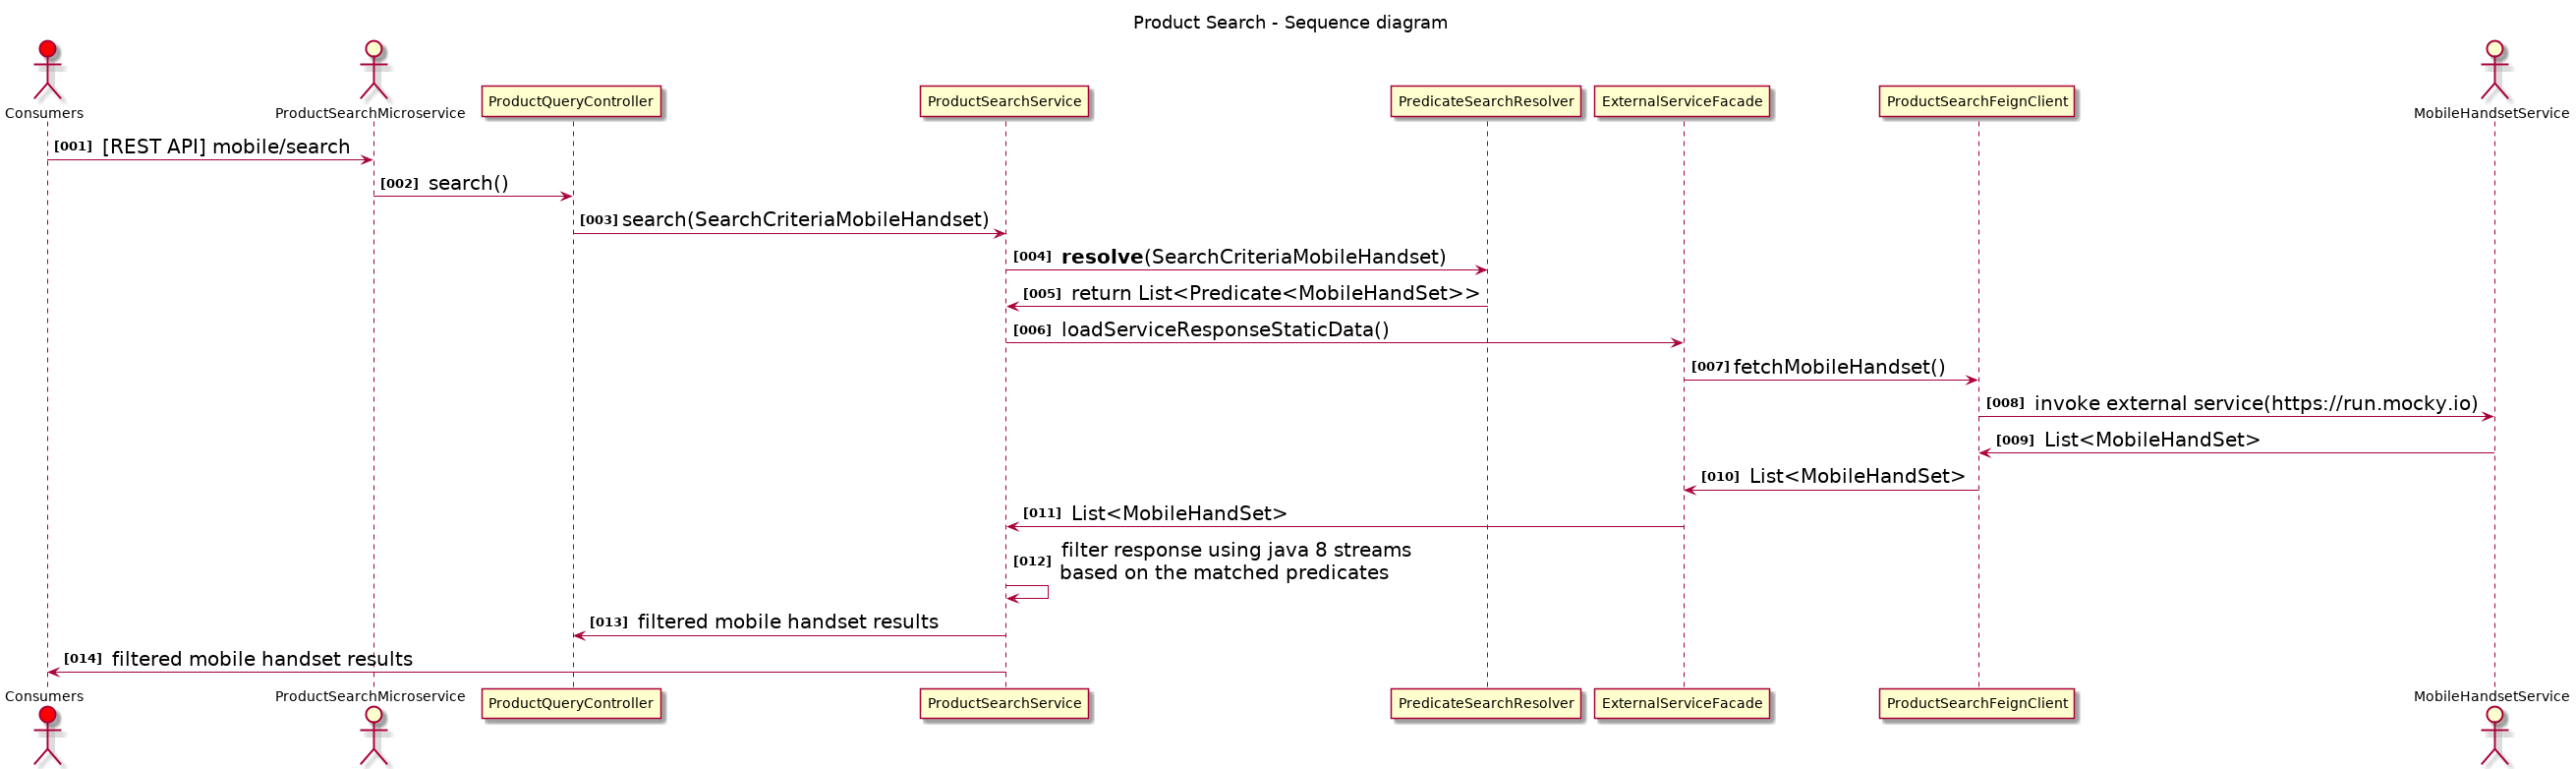 Product Search - Sequence diagram
Consumers
ProductSearchMicroservice
ProductQueryController
ProductSearchService
PredicateSearchResolver
ExternalServiceFacade
ProductSearchFeignClient
MobileHandsetService
[001] [REST API] mobile/search
[002] search()
[003] search(SearchCriteriaMobileHandset)
[004] resolve(SearchCriteriaMobileHandset)
[005] return List<Predicate<MobileHandSet>>
[006] loadServiceResponseStaticData()
[007] fetchMobileHandset()
[008] invoke external service(https://run.mocky.io)
[009] List<MobileHandSet>
[010] List<MobileHandSet>
[011] List<MobileHandSet>
[012] filter response using java 8 streams
based on the matched predicates
[013] filtered mobile handset results
[014] filtered mobile handset results
Consumers
ProductSearchMicroservice
ProductQueryController
ProductSearchService
PredicateSearchResolver
ExternalServiceFacade
ProductSearchFeignClient
MobileHandsetService